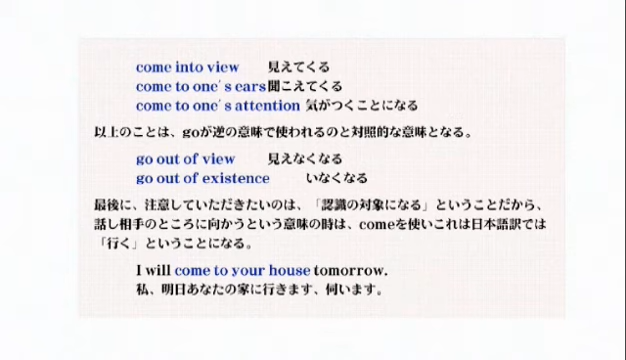 come into view 見えてくる
come to one's ears 聞こえてくる
come to one's attention 気がつくことになる
以上のことは、goが逆の意味で使われるのと対照的な意味となる。
go out of view 見えなくなる
go out of existence いなくなる
最後に、注意していただきたいのは、「認識の対象になる」ということだから、
話し相手のところに向かうという意味の時は、comeを使いこれは日本語訳では
「行く」ということになる。
I will come to your house tomorrow.
私、明日あなたの家に行きます、伺います。